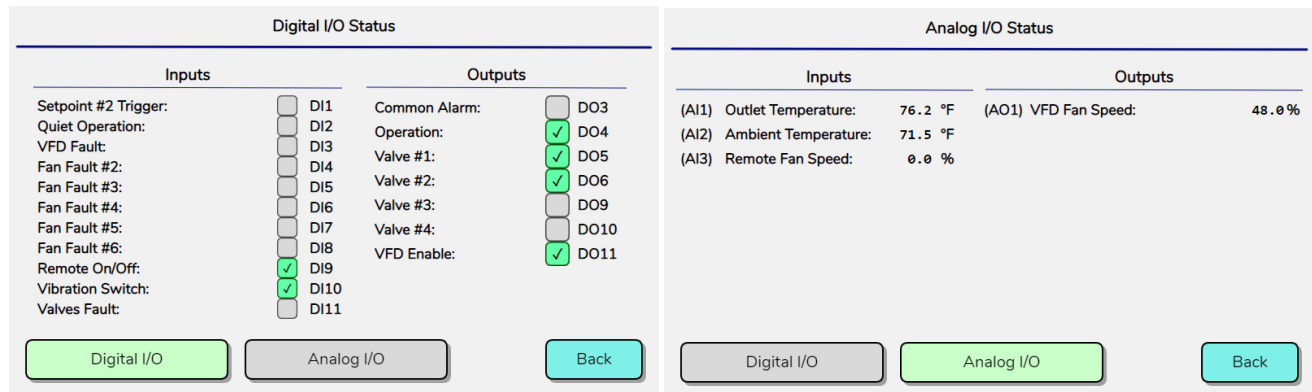 Digital I/O Status
Inputs
Setpoint #2 Trigger: DI1
Quiet Operation: DI2
VFD Fault: DI3
Fan Fault #2: DI4
Fan Fault #3: DI5
Fan Fault #4: DI6
Fan Fault #5: DI7
Fan Fault #6: DI8
Remote On/Off: ✓ DI9
Vibration Switch: ✓ DI10
Valves Fault: DI11
Outputs
Common Alarm: DO3
Operation: ✓ DO4
Valve #1: ✓ DO5
Valve #2: ✓ DO6
Valve #3: DO9
Valve #4: DO10
VFD Enable: ✓ DO11
Digital I/O
Analog I/O
Back
Analog I/O Status
Inputs
(AI1) Outlet Temperature: 76.2 °F
(AI2) Ambient Temperature: 71.5 °F
(AI3) Remote Fan Speed: 0.0 %
Outputs
(AO1) VFD Fan Speed: 48.0%
Digital I/O
Analog I/O
Back